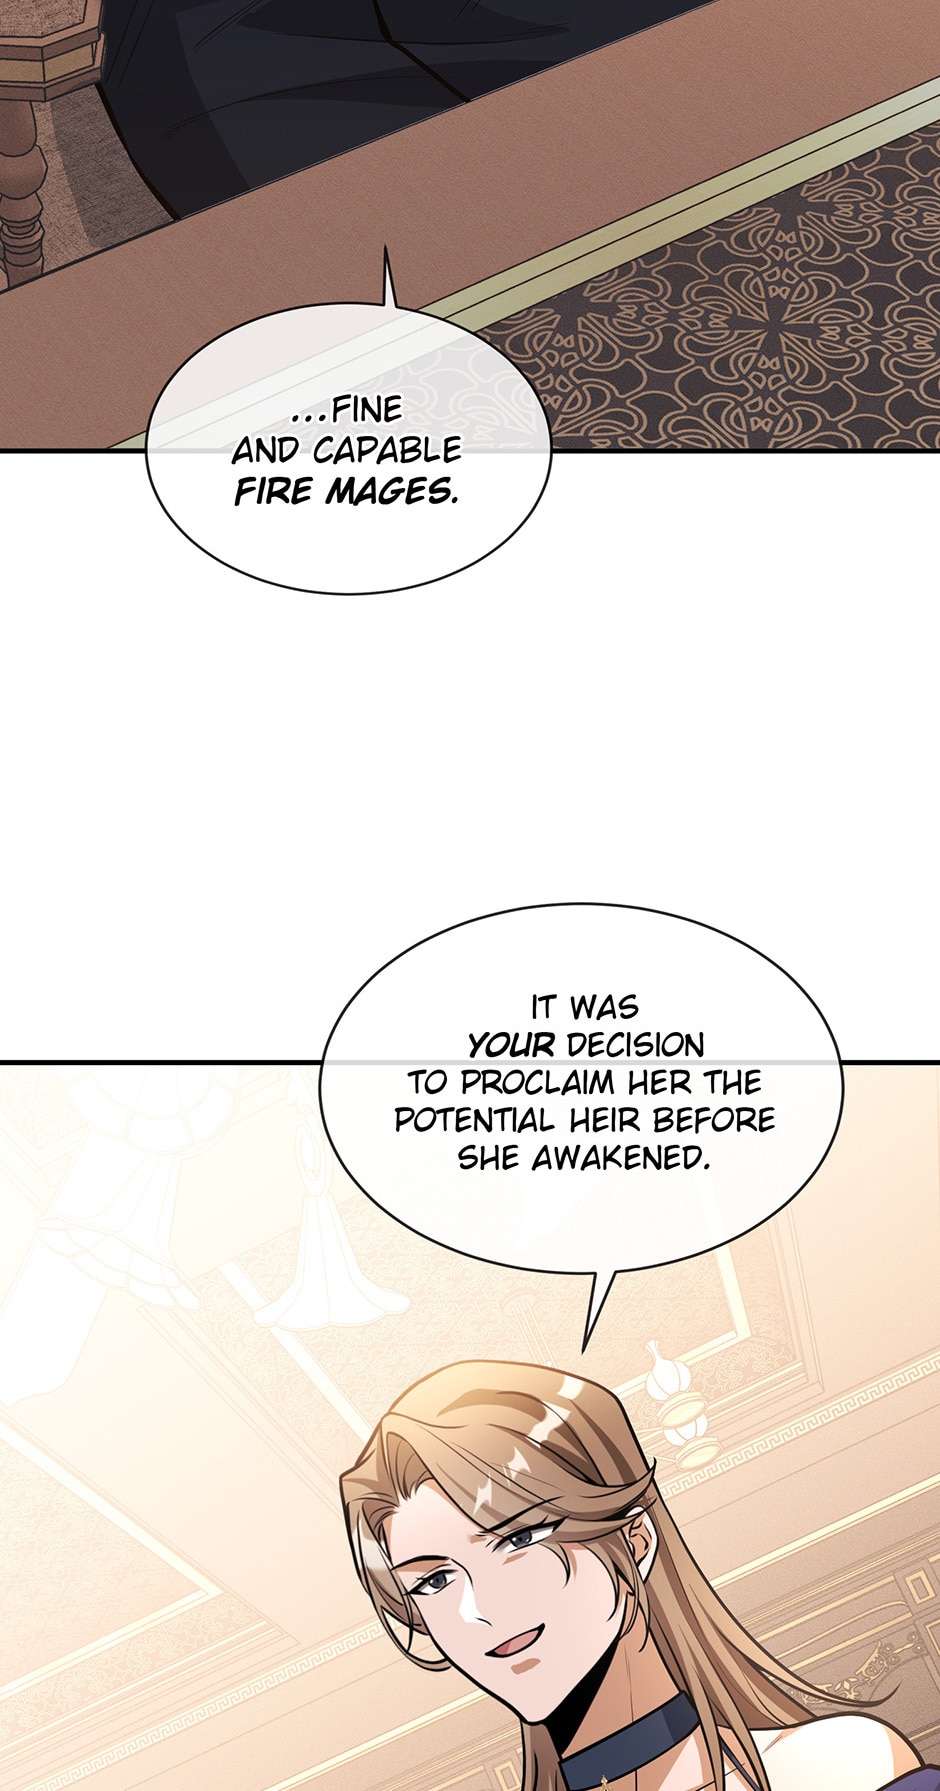 ...FINE
AND CAPABLE
FIRE MAGES.
IT WAS
YOUR DECISION
TO PROCLAIM HER THE
POTENTIAL HEIR BEFORE
SHE AWAKENED.